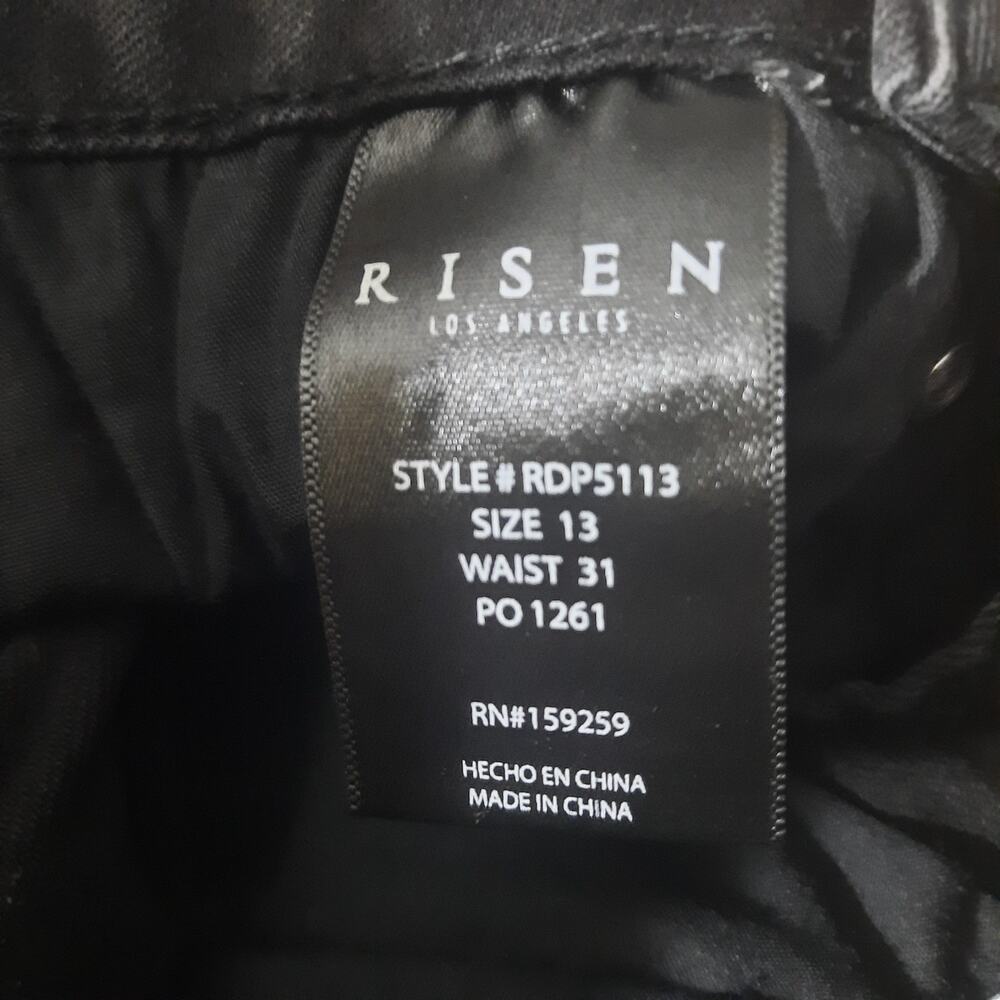 RISEN
LOS ANGELES
STYLE# RDP5113
SIZE 13
WAIST 31
PO 1261
RN#159259
HECHO EN CHINA
MADE IN CHINA